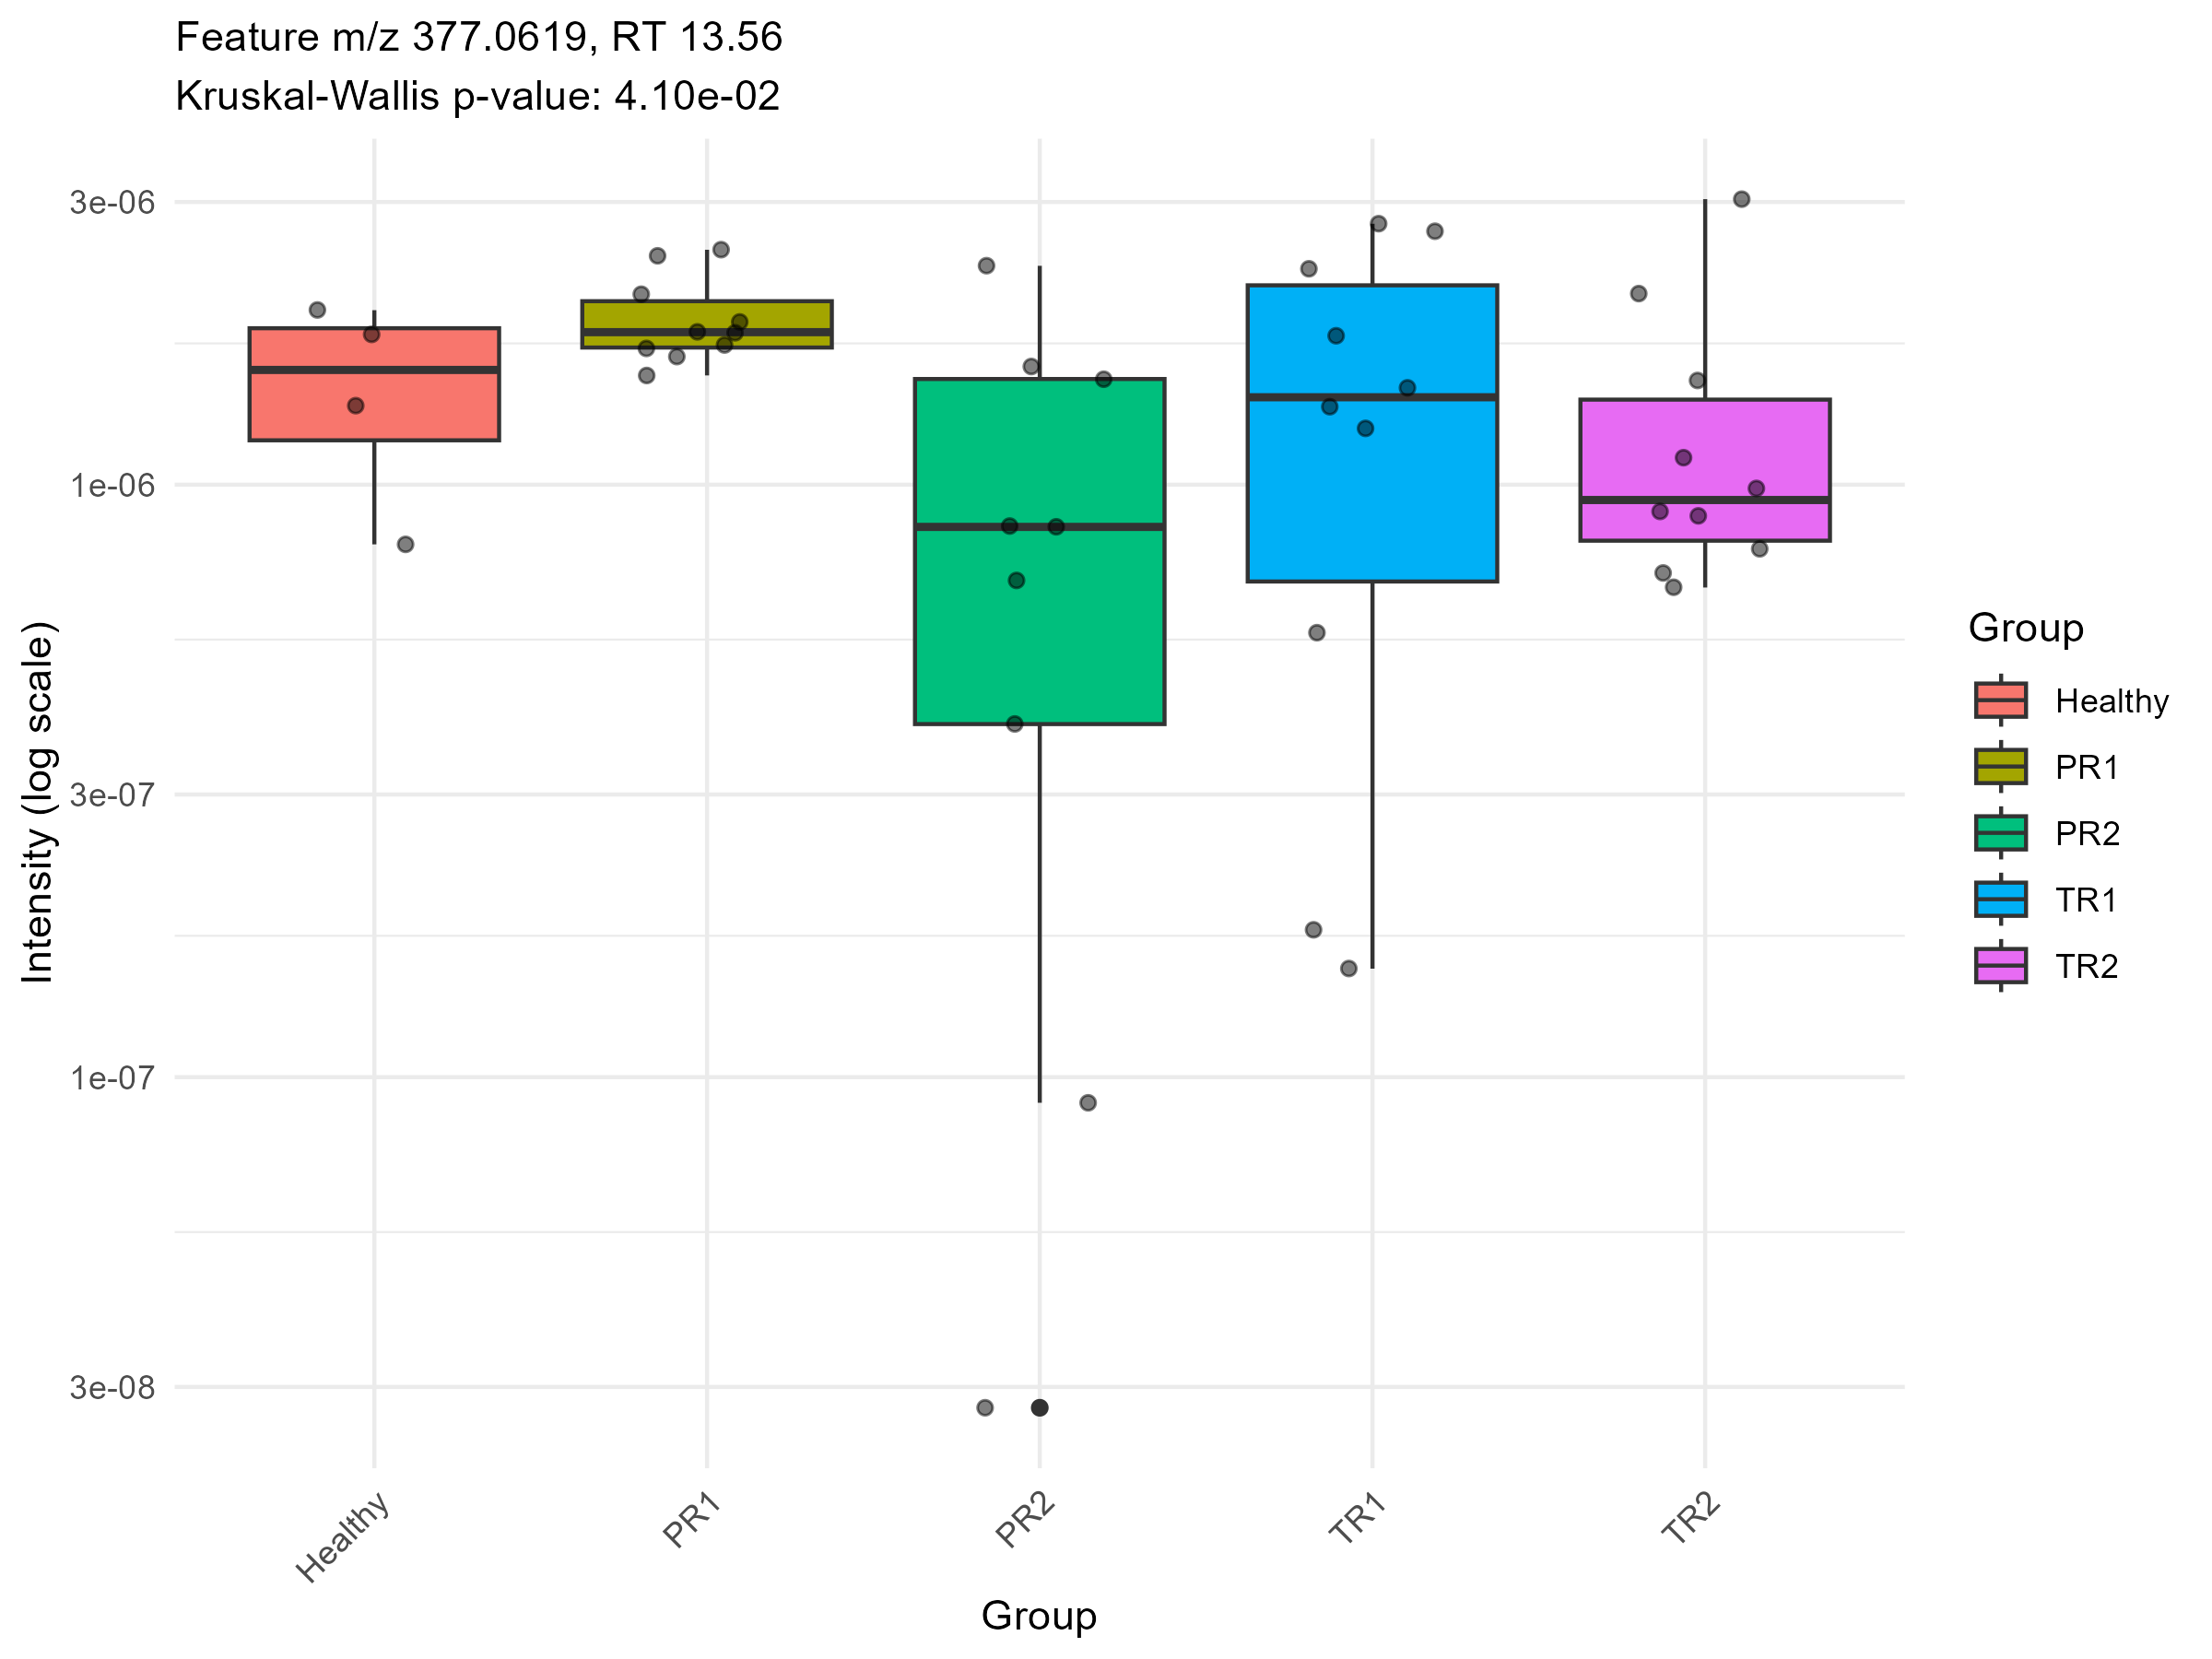 Feature m/z 377.0619, RT 13.56
Kruskal-Wallis p-value: 4.10e-02
Intensity (log scale)
3e-06
1e-06
3e-07
1e-07
3e-08
Healthy
PR1
PR2
TR1
TR2
Group
Group
Healthy
PR1
PR2
TR1
TR2